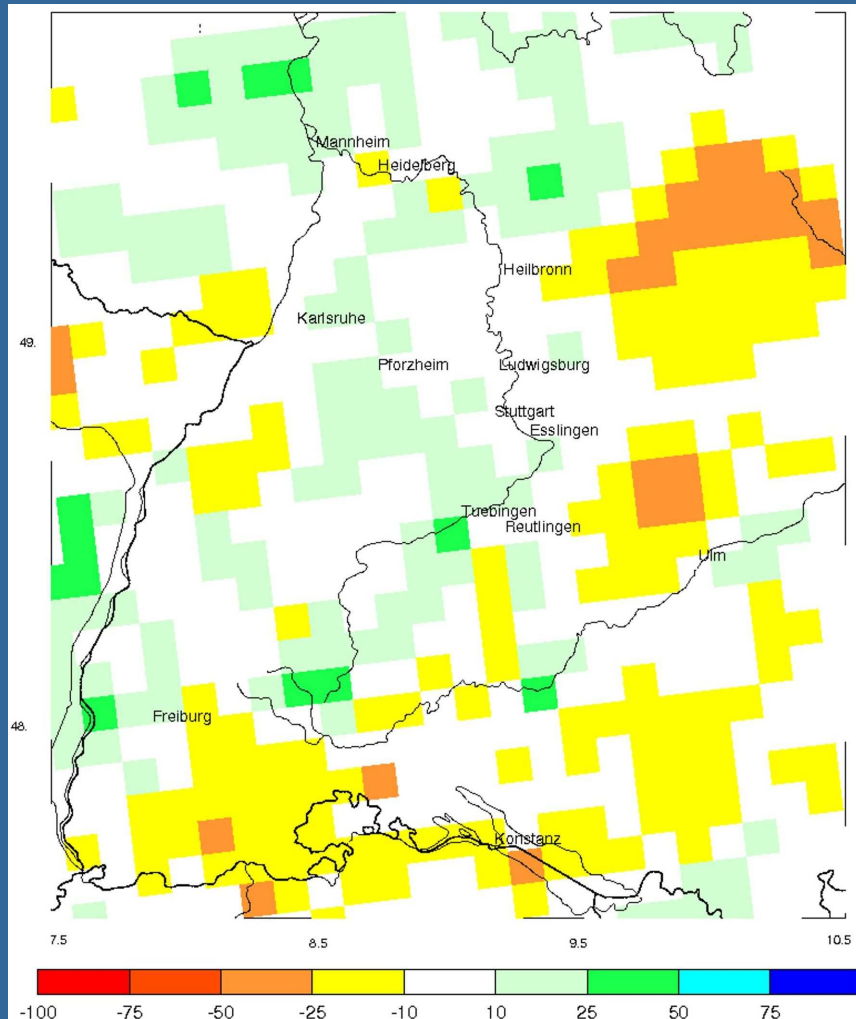 Mannheim
Heidelberg
Heilbronn
Karlsruhe
49.
Pforzheim Ludwigsburg
Stuttgart
Esslingen
Tuebingen
Reutlingen
Ulm
Freiburg
48.
Konstanz
7.5 8.5 9.5 10.5
-100 -75 -50 -25 -10 10 25 50 75